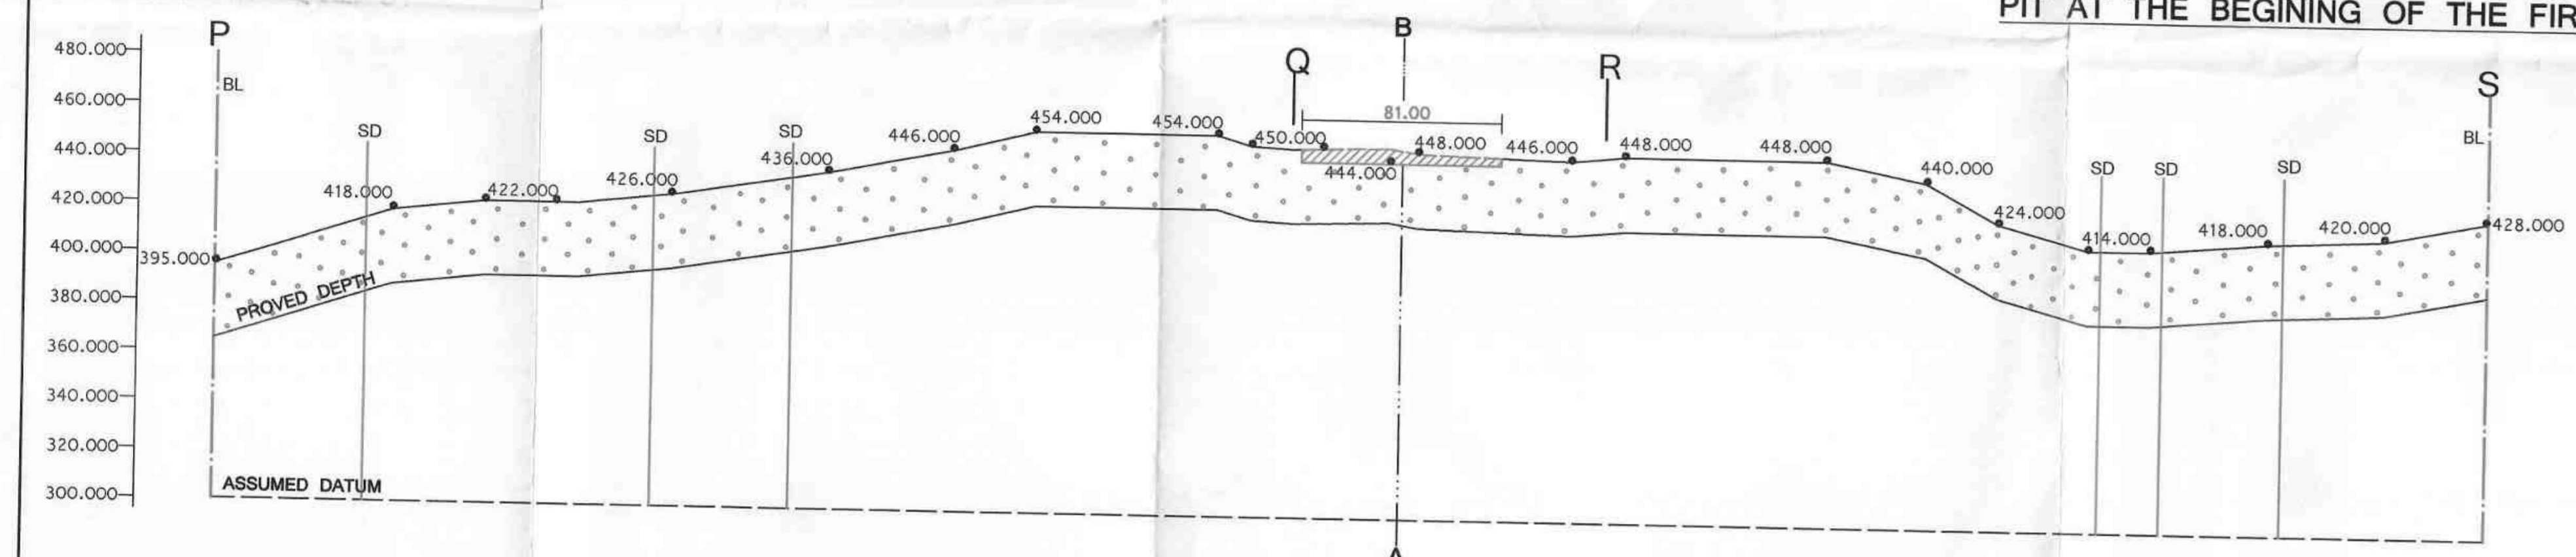 PIT AT THE BEGINING OF THE FIR
P
B
Q
R
S
480.000
BL
460.000
81.00
SD
SD
SD
454.000
454.000
450.000
448.000
446.000
448.000
448.000
BL
446.000
440.000
436.000
444.000
440.000
SD
SD
SD
420.000
418.000
422.000
426.000
424.000
414.000
418.000
420.000
428.000
400.000
395.000
380.000
PROVED DEPTH
360.000
340.000
320.000
300.000
ASSUMED DATUM